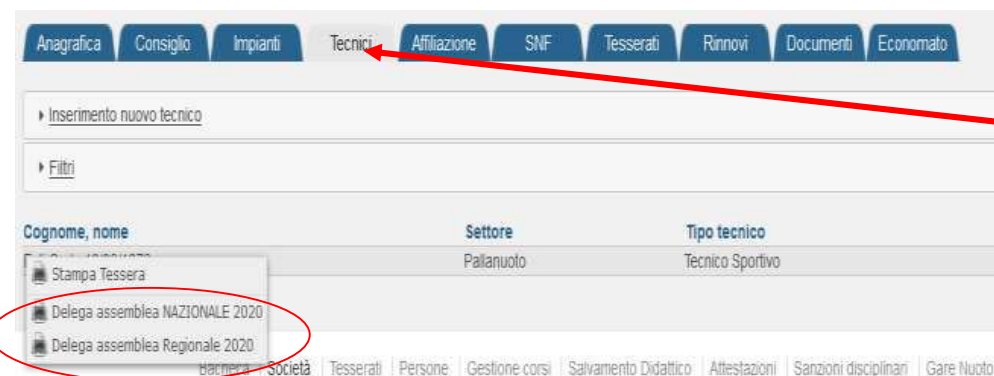 Anagrafica Consiglio Impianti Tecnici Affiliazione SNF Tesserati Rinnovi Documenti Economato
Inserimento nuovo tecnico
Filtri
Cognome, nome Settore Tipo tecnico
Pallanuoto Tecnico Sportivo
Stampa Tessera
Delega assemblea NAZIONALE 2020
Delega assemblea Regionale 2020
Bacheca Società Tesserati Persone Gestione corsi Salvamento Didattico Attestazioni Sanzioni disciplinari Gare Nuoto